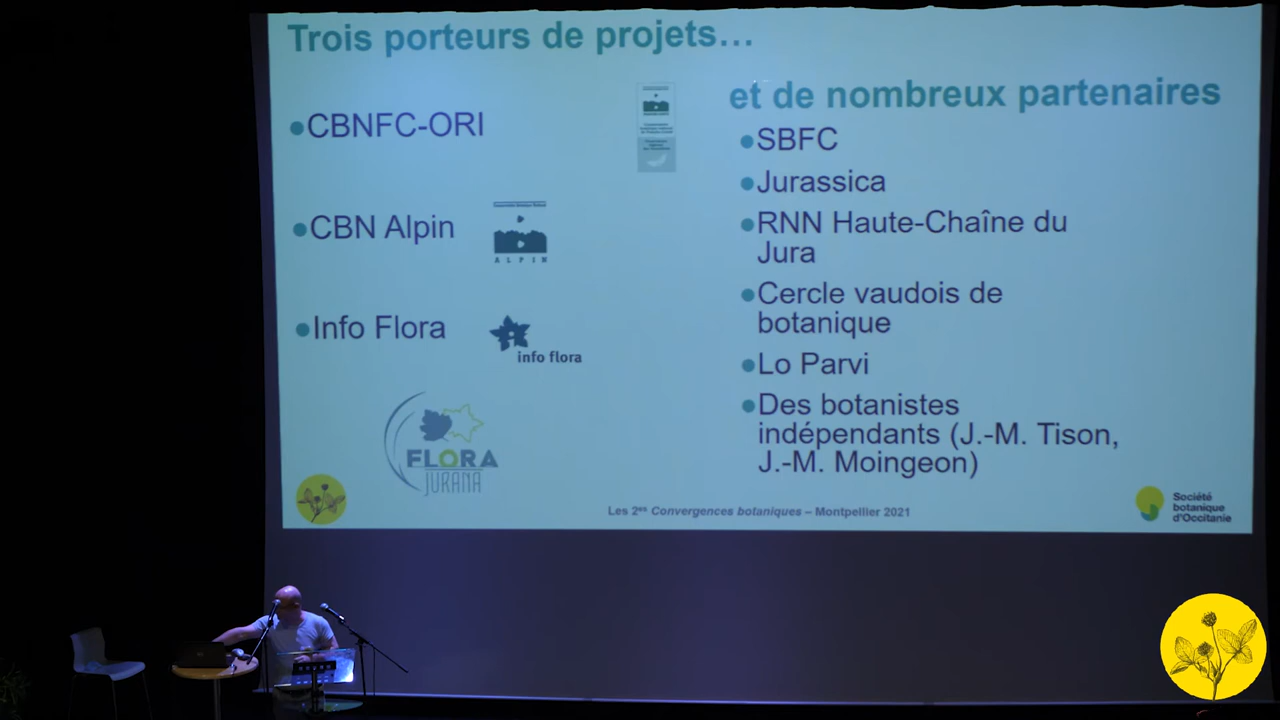 Trois porteurs de projets…
CBNFC-ORI
CBN Alpin
ALPIN
Info Flora
info flora
FLORA
JURANA
et de nombreux partenaires
SBFC
Jurassica
RNN Haute-Chaîne du
Jura
Cercle vaudois de
botanique
Lo Parvi
Des botanistes
indépendants (J.-M. Tison,
J.-M. Moingeon)
Les 2es Convergences botaniques – Montpellier 2021
Société
botanique
d'Occitanie